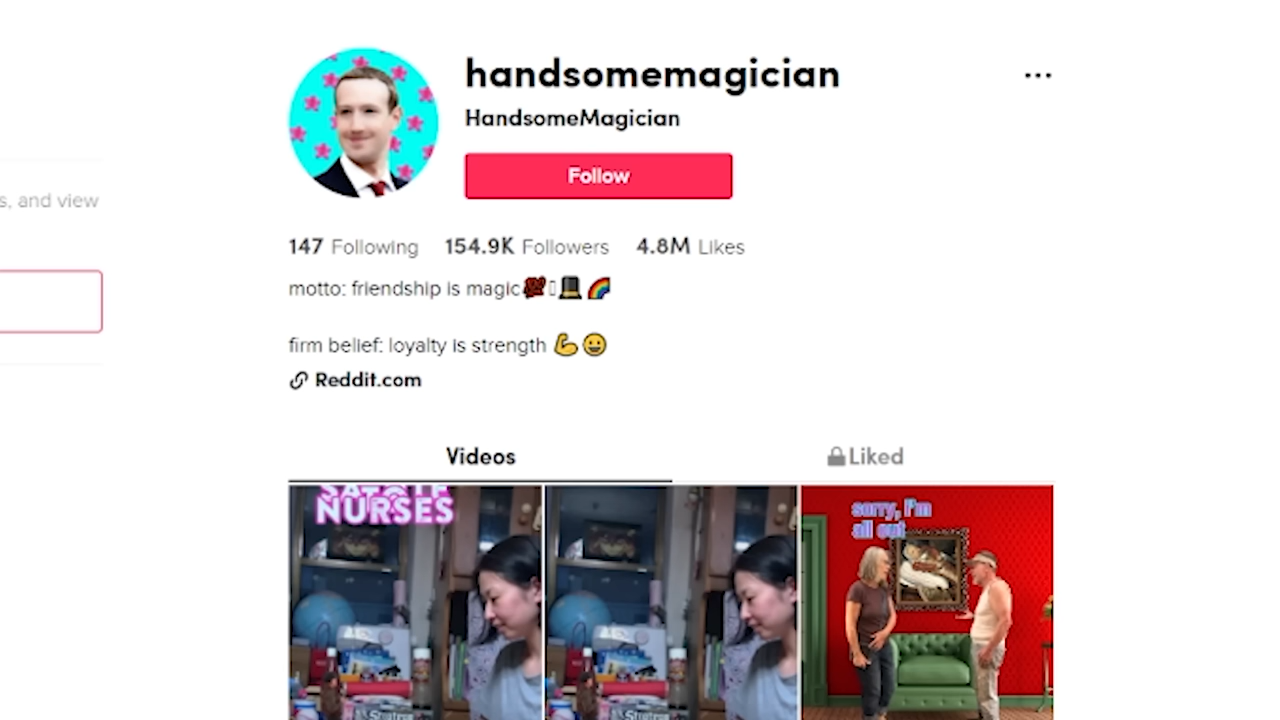 handsomemagician
HandsomeMagician
Follow
s, and view
147 Following 154.9K Followers 4.8M Likes
motto: friendship is magic
firm belief: loyalty is strength 💪😀
Reddit.com
Videos Liked
NURSES
sorry, I'm
all out